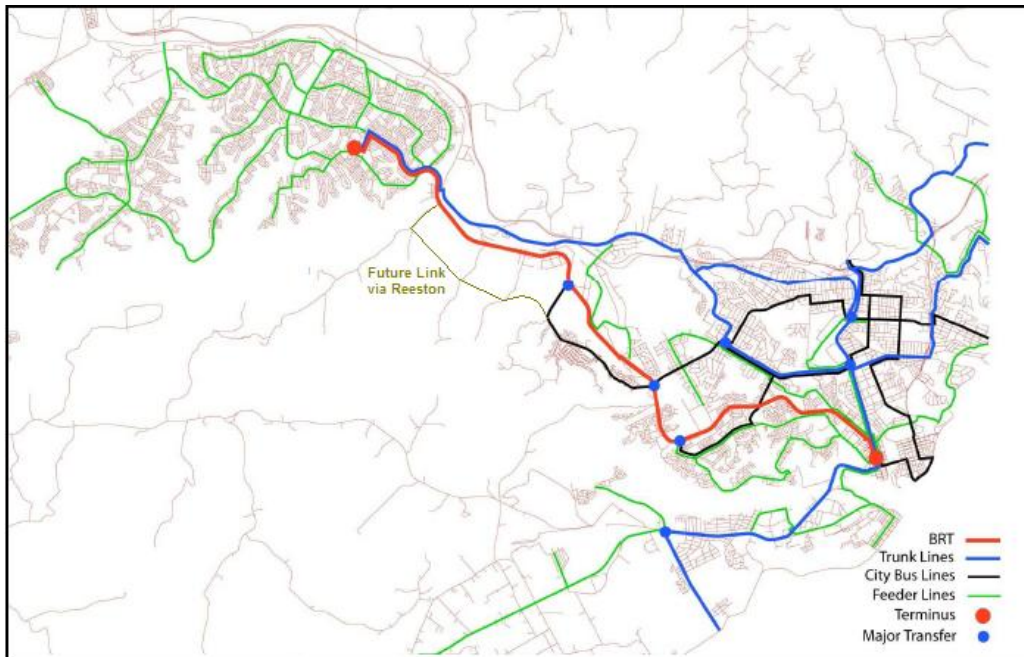 Future Link
via Reeston
BRT
Trunk Lines
City Bus Lines
Feeder Lines
Terminus
Major Transfer